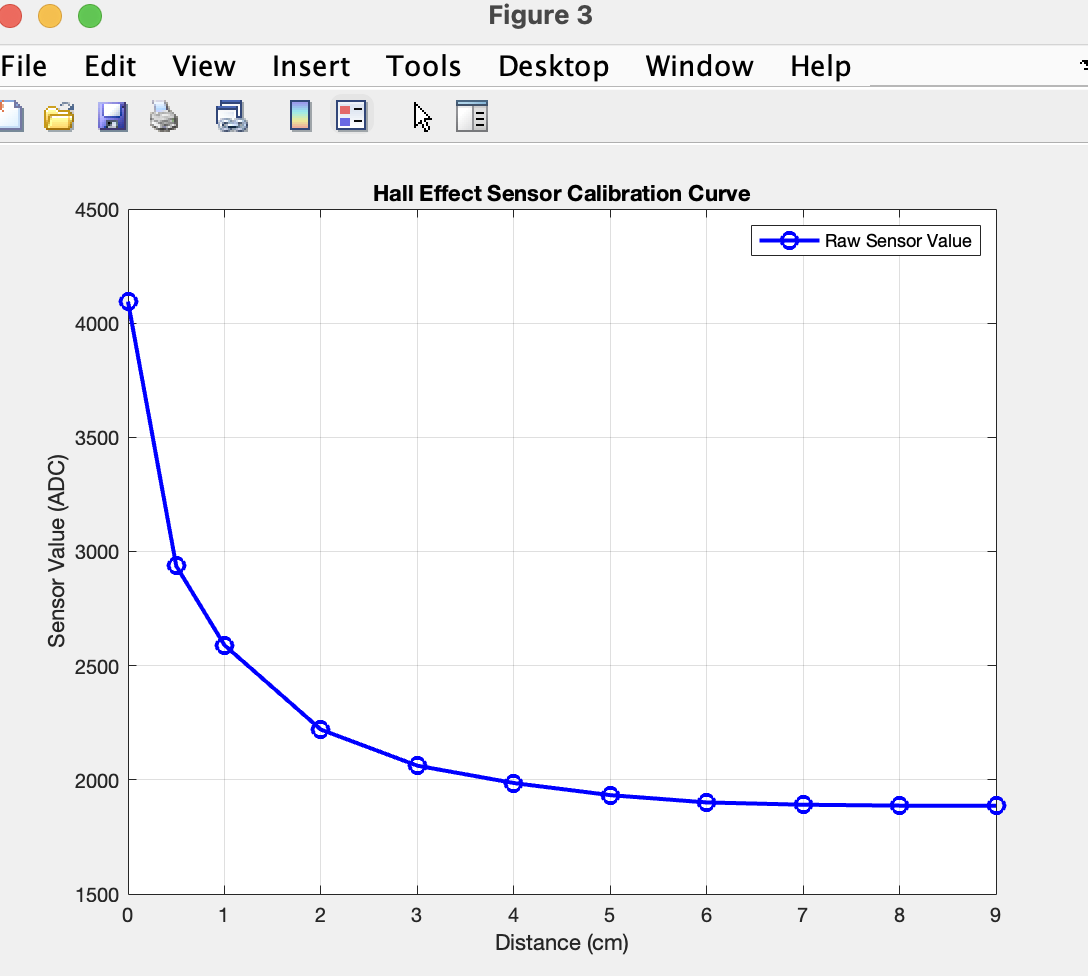 Figure 3
File Edit View Insert Tools Desktop Window Help
Hall Effect Sensor Calibration Curve
Raw Sensor Value
4500
4000
3500
3000
2500
2000
1500
Sensor Value (ADC)
0 1 2 3 4 5 6 7 8 9
Distance (cm)